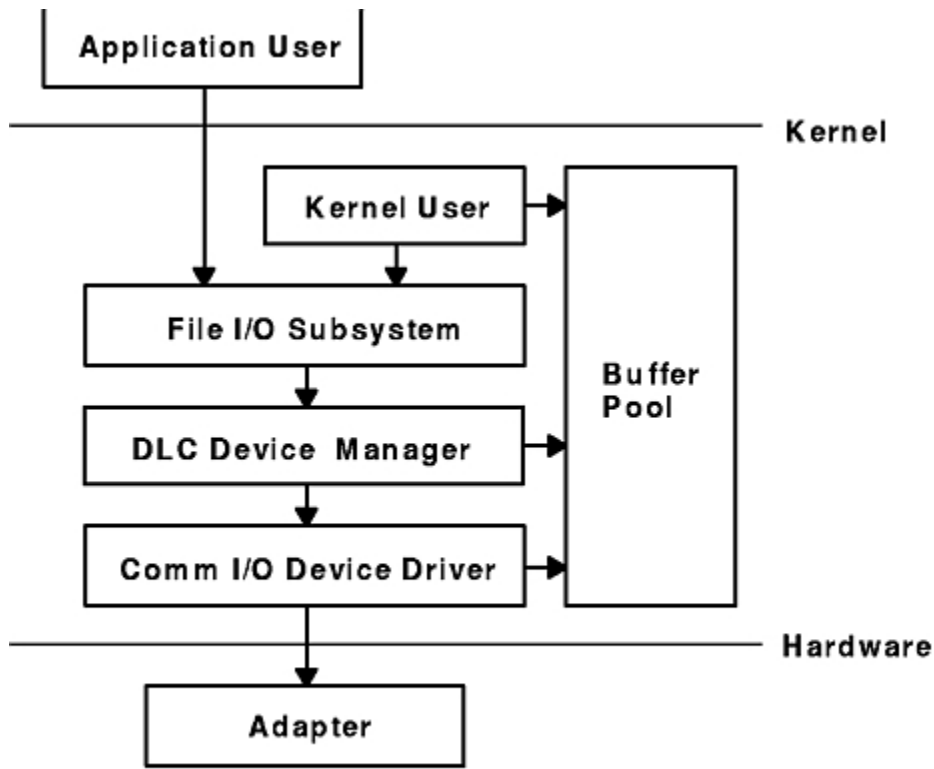 Application User
Kernel
Kernel User
File I/O Subsystem
Buffer
Pool
DLC Device Manager
Comm I/O Device Driver
Hardware
Adapter